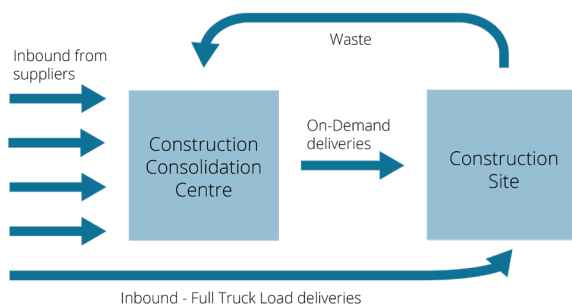 Waste
Inbound from
suppliers
On-Demand
deliveries
Construction
Consolidation
Centre
Construction
Site
Inbound - Full Truck Load deliveries